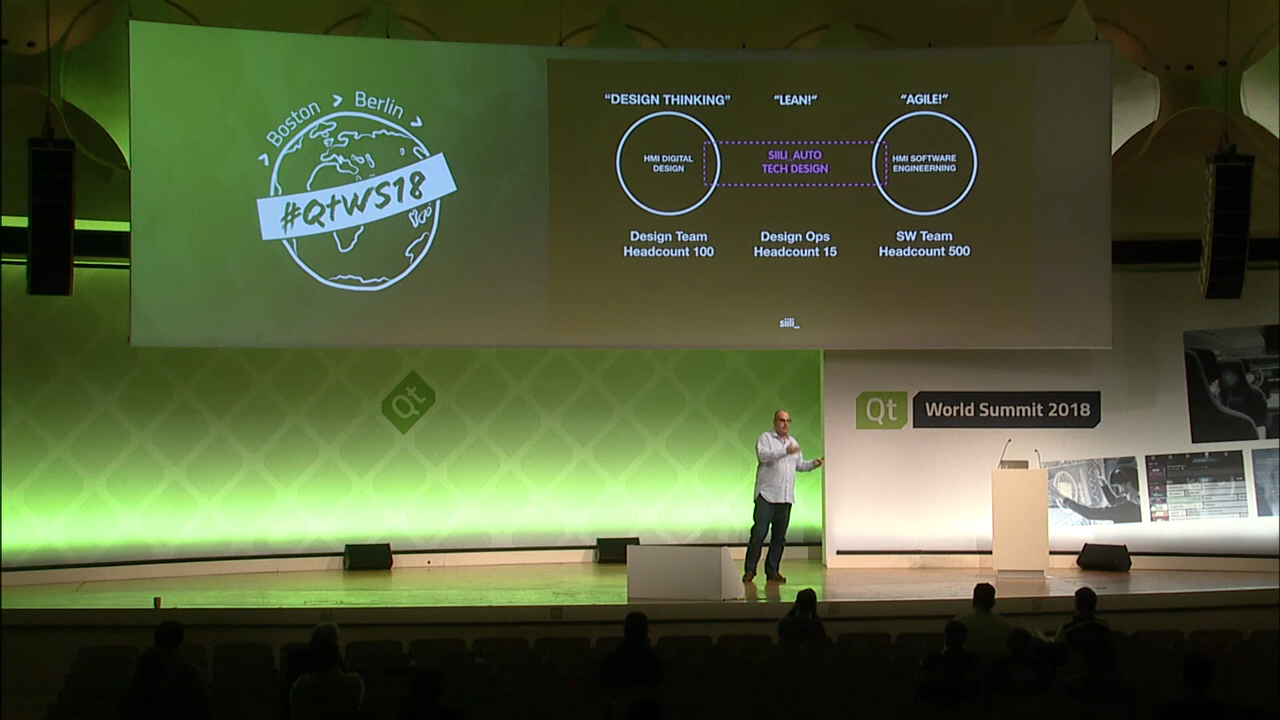 > Boston > Berlin >
#QtWS18
“DESIGN THINKING”
“LEAN!”
“AGILE!”
HMI DIGITAL
DESIGN
SIILI_AUTO
TECH DESIGN
HMI SOFTWARE
ENGINEERNING
Design Team
Headcount 100
Design Ops
Headcount 15
SW Team
Headcount 500
siili_
Qt
Qt World Summit 2018